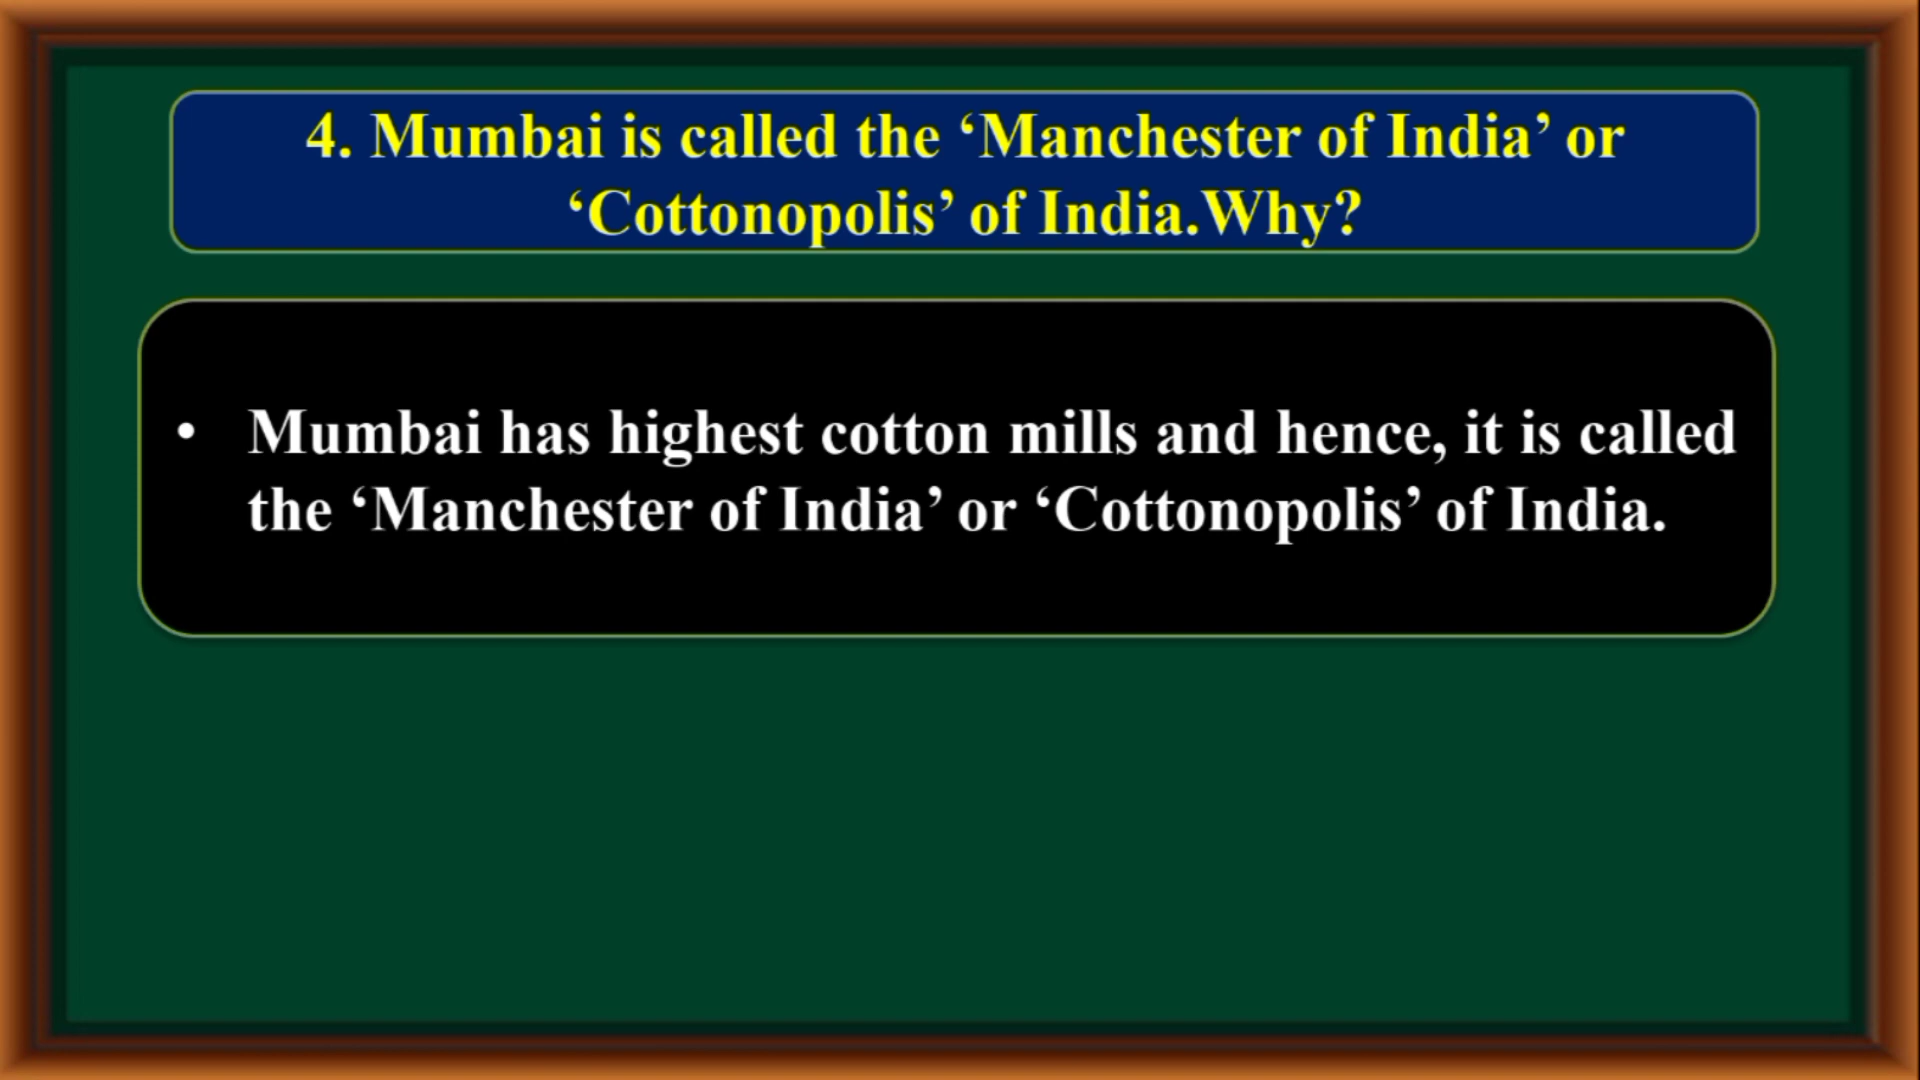 4. Mumbai is called the ‘Manchester of India’ or
‘Cottonopolis’ of India.Why?
• Mumbai has highest cotton mills and hence, it is called
the ‘Manchester of India’ or ‘Cottonopolis’ of India.